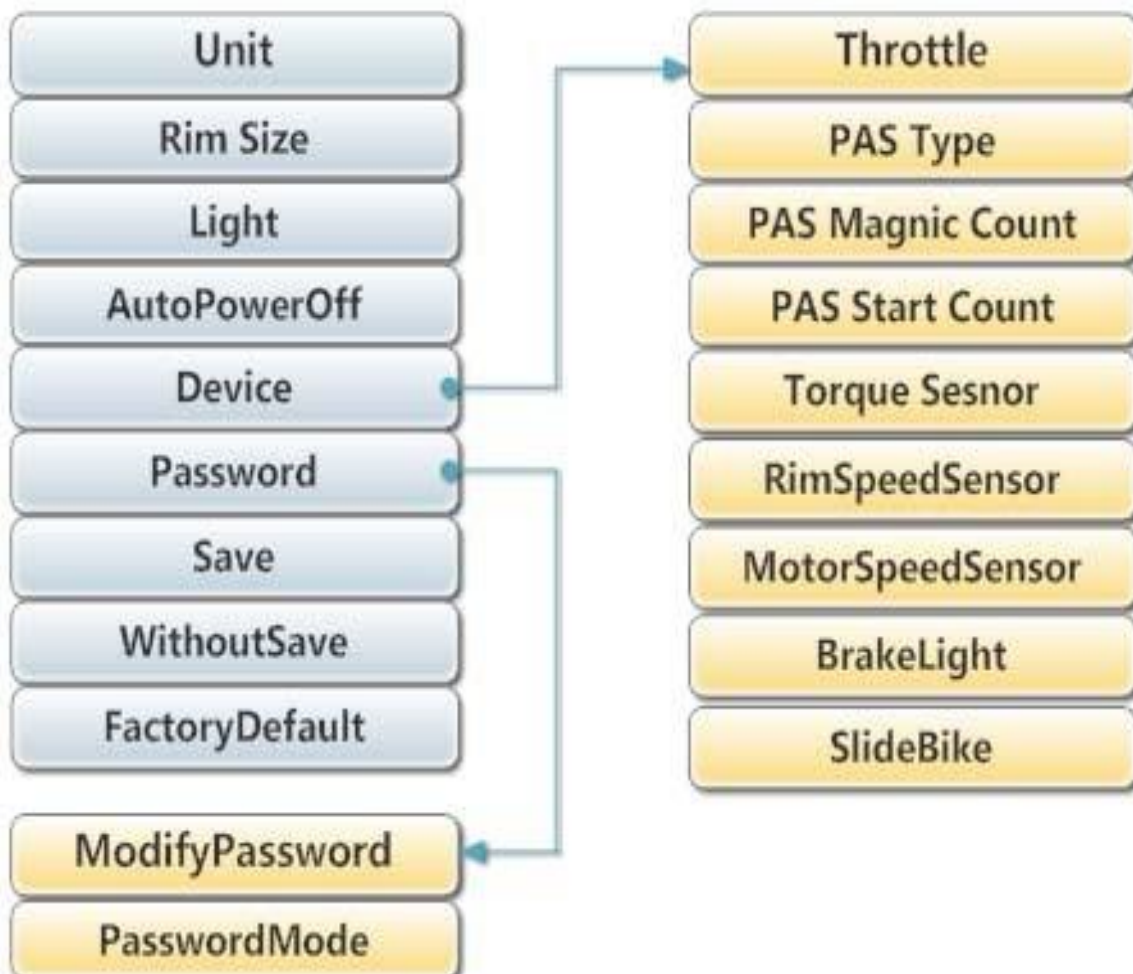 Unit
Rim Size
Light
AutoPowerOff
Device
Password
Save
WithoutSave
FactoryDefault
ModifyPassword
PasswordMode
Throttle
PAS Type
PAS Magnic Count
PAS Start Count
Torque Sesnor
RimSpeedSensor
MotorSpeedSensor
BrakeLight
SlideBike